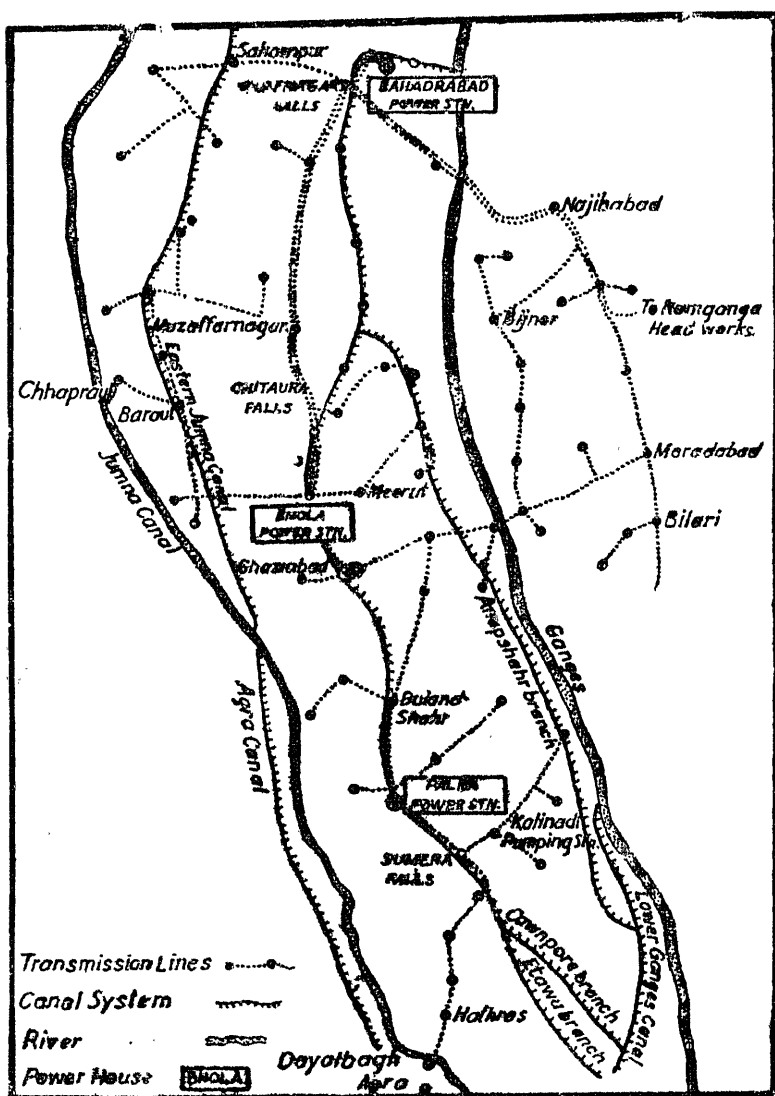 Saharnpur
BAHADRABAD
POWER STN.
FALLS
Najibabad
Bijnor
To Ramganga
Head works.
Mazaffarnagar
Eastern Jumna Canal
CHITAURA
FALLS
Chhaprauli
Baraut
Jumna Canal
Meerut
Moradabad
Bilari
BHOLA
POWER STN.
Ghaziabad
Anupshahr branch
Ganges
Buland
Shahr
Agra Canal
PALRA
POWER STN.
Kalinadi
Pumping Stn.
SUMERA
FALLS
Cawnpore branch
Etawa branch
Lower Ganges Canal
Hathras
Dayalbagh
Agra
Transmission Lines
Canal System
River
Power House BHOLA